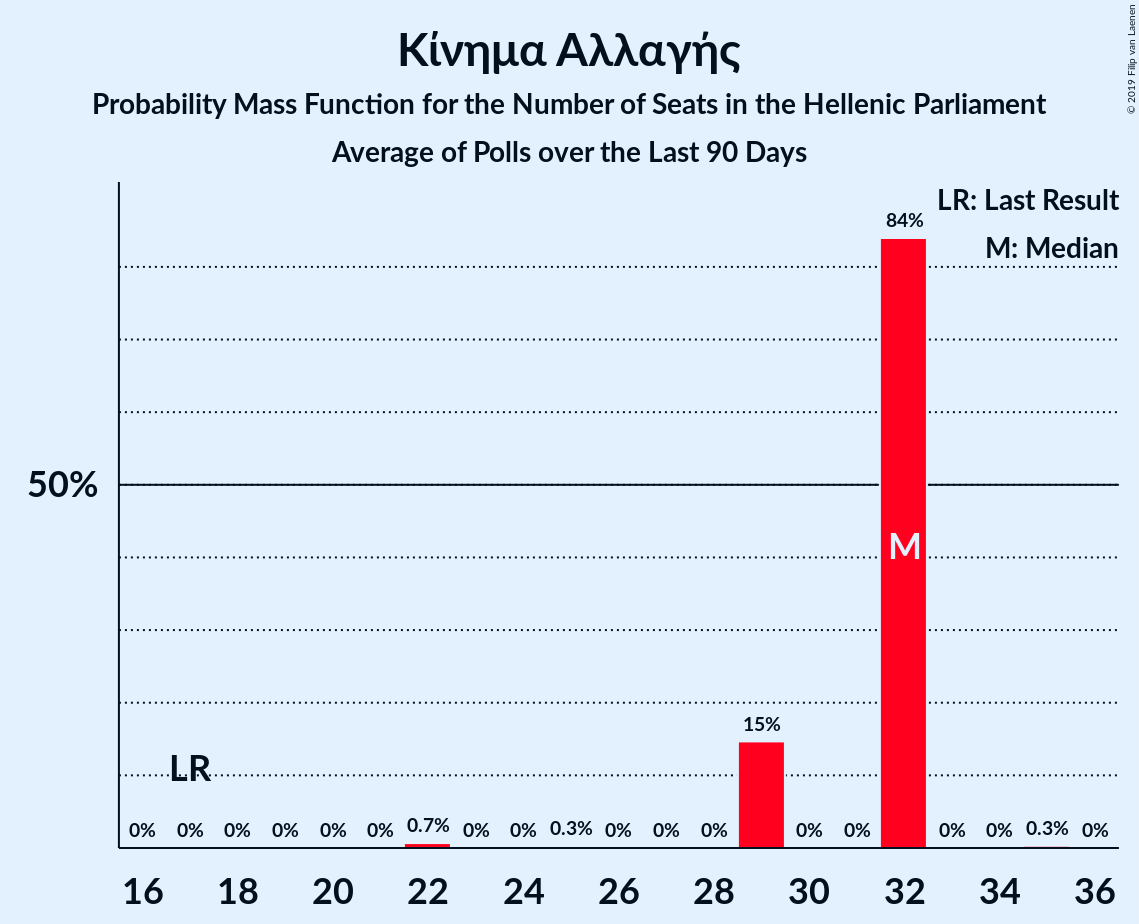 Κίνημα Αλλαγής
Probability Mass Function for the Number of Seats in the Hellenic Parliament
Average of Polls over the Last 90 Days
© 2019 Filip van Laenen
LR: Last Result
M: Median
84%
50%
M
15%
LR
0% 0% 0% 0% 0% 0% 0.7% 0% 0% 0.3% 0% 0% 0% 0% 0% 0% 0% 0.3% 0%
16 18 20 22 24 26 28 30 32 34 36